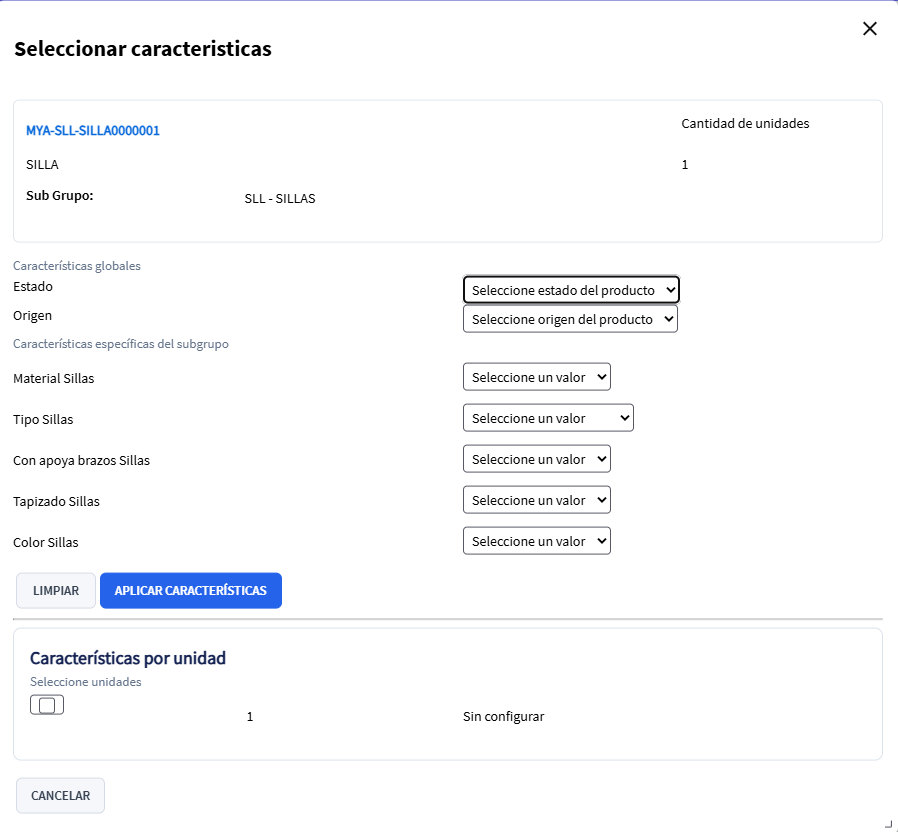 Seleccionar caracteristicas
MYA-SLL-SILLA0000001
Cantidad de unidades
SILLA
1
Sub Grupo:
SLL - SILLAS
Características globales
Estado
Seleccione estado del producto
Origen
Seleccione origen del producto
Características específicas del subgrupo
Material Sillas
Seleccione un valor
Tipo Sillas
Seleccione un valor
Con apoya brazos Sillas
Seleccione un valor
Tapizado Sillas
Seleccione un valor
Color Sillas
Seleccione un valor
LIMPIAR
APLICAR CARACTERÍSTICAS
Características por unidad
Seleccione unidades
1
Sin configurar
CANCELAR